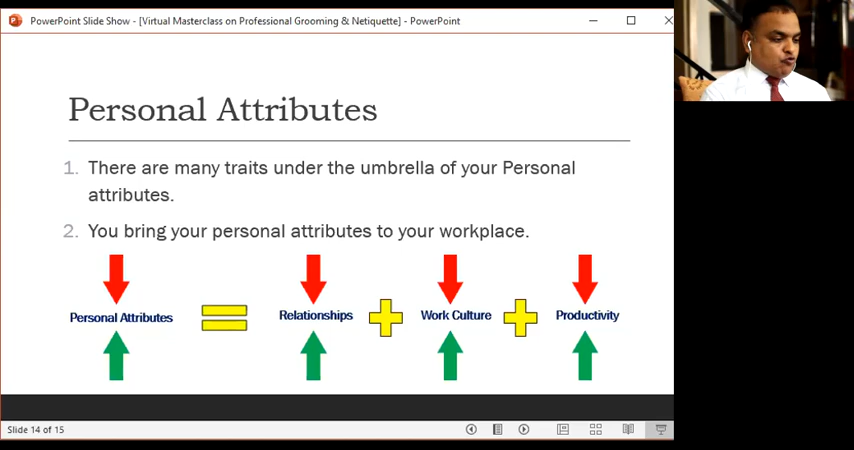 PowerPoint Slide Show - [Virtual Masterclass on Professional Grooming & Netiquette] - PowerPoint
Personal Attributes
1. There are many traits under the umbrella of your Personal
attributes.
2. You bring your personal attributes to your workplace.
Personal Attributes = Relationships + Work Culture + Productivity
Slide 14 of 15